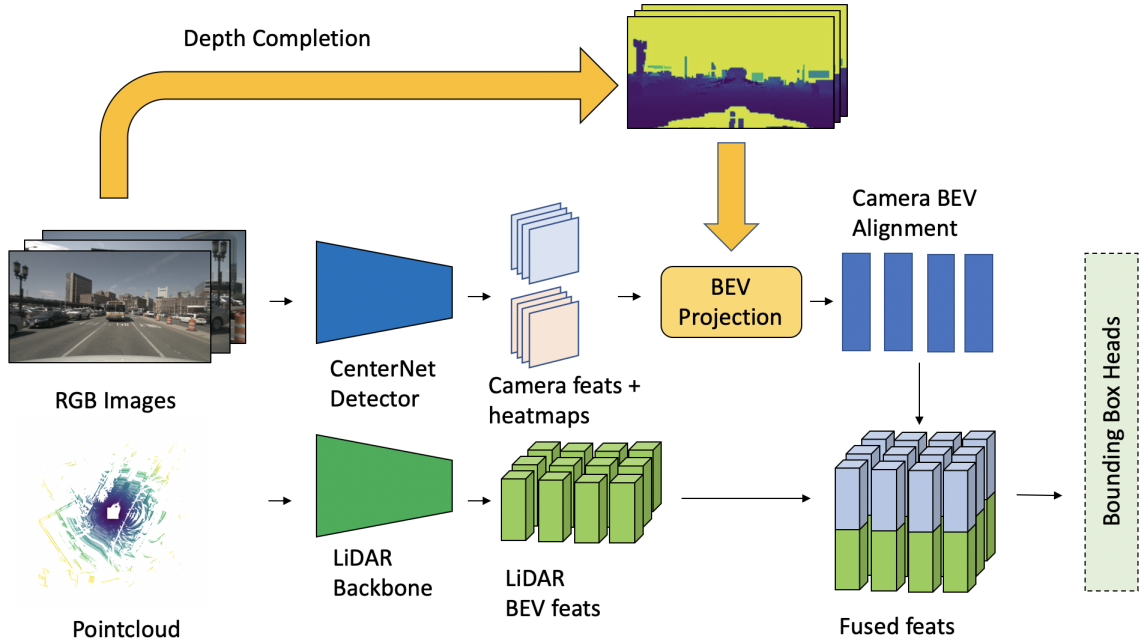 Depth Completion
Camera BEV
Alignment
BEV
Projection
CenterNet
Detector
Camera feats +
heatmaps
RGB Images
Bounding Box Heads
LiDAR
Backbone
LiDAR
BEV feats
Pointcloud
Fused feats